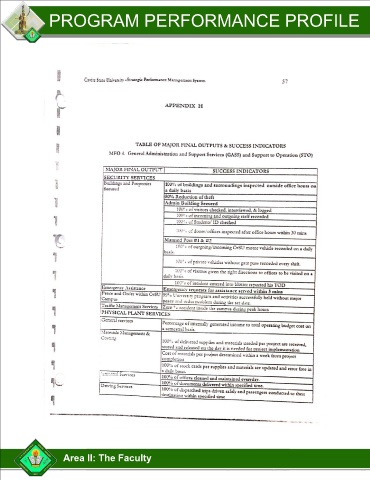 PROGRAM PERFORMANCE PROFILE
Cavite State University -Strategic Performance Management System 57
APPENDIX H
TABLE OF MAJOR FINAL OUTPUTS & SUCCESS INDICATORS
MFO 4 General Administration and Support Services (GASS) and Support to Operation (STO)
MAJOR FINAL OUTPUT SUCCESS INDICATORS
SECURITY SERVICES
Buildings and Properties Secured
100% of buildings and surroundings inspected outside office hours on
a daily basis
80% Reduction of theft
Admin Building Secured
100% of visitors checked, interviewed, & logged
100% of incoming and outgoing staff recorded
100% of Students' ID checked
100% of doors offices inspected after office hours within 30 mins
Manned Post #1 & #2
100% of outgoing/incoming CvSU motor vehicle recorded on a daily
basis
100% of private vehicles without gate pass recorded every shift
100% of visitors given the right directions to offices to be visited on a
daily basis
100% of resident entered into dorms recorded his TOD
Emergency Assistance Emergency requests for assistance served within 5 mins
Peace and Order within CvSU Campus
95% University program and activities successfully held without major
peace and order problem during the set date
Traffic Management Services Zero % accident inside the campus during peak hours
PHYSICAL PLANT SERVICES
General services
Percentage of internally generated income to total operating budget cost on
a semestral basis
Materials Management & Costing
100% of delivered supplies and materials needed per project are received,
stored and released on the day it is needed for project implementation
Cost of materials per project determined within a week from project
completion
100% of stock cards per supplies and materials are updated and error free in
a daily basis
Janitorial Services 100% of offices cleaned and maintained everyday
100% of documents delivered within specified time
Driving Services
100% of dispatched trips driven safely and passengers conducted to their
destination within specified time
Area II: The Faculty